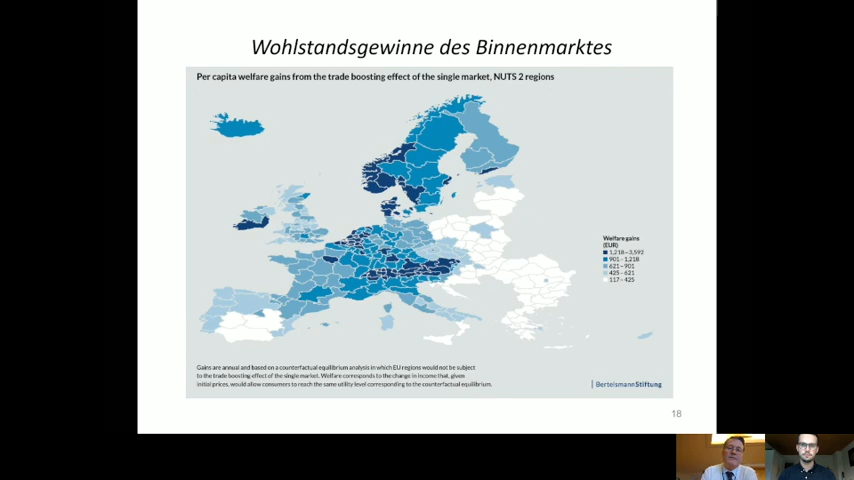 Wohlstandsgewinne des Binnenmarktes
Per capita welfare gains from the trade boosting effect of the single market, NUTS 2 regions
Welfare gains
(EUR)
1,218–3,592
901 - 1,218
621–901
425 - 621
117 - 425
Gains are annual and based on a counterfactual equilibrium analysis in which EU regions would not be subject
to the trade boosting effect of the single market. Welfare corresponds to the change in income that, given
initial prices, would allow consumers to reach the same utility level corresponding to the counterfactual equilibrium.
BertelsmannStiftung
18